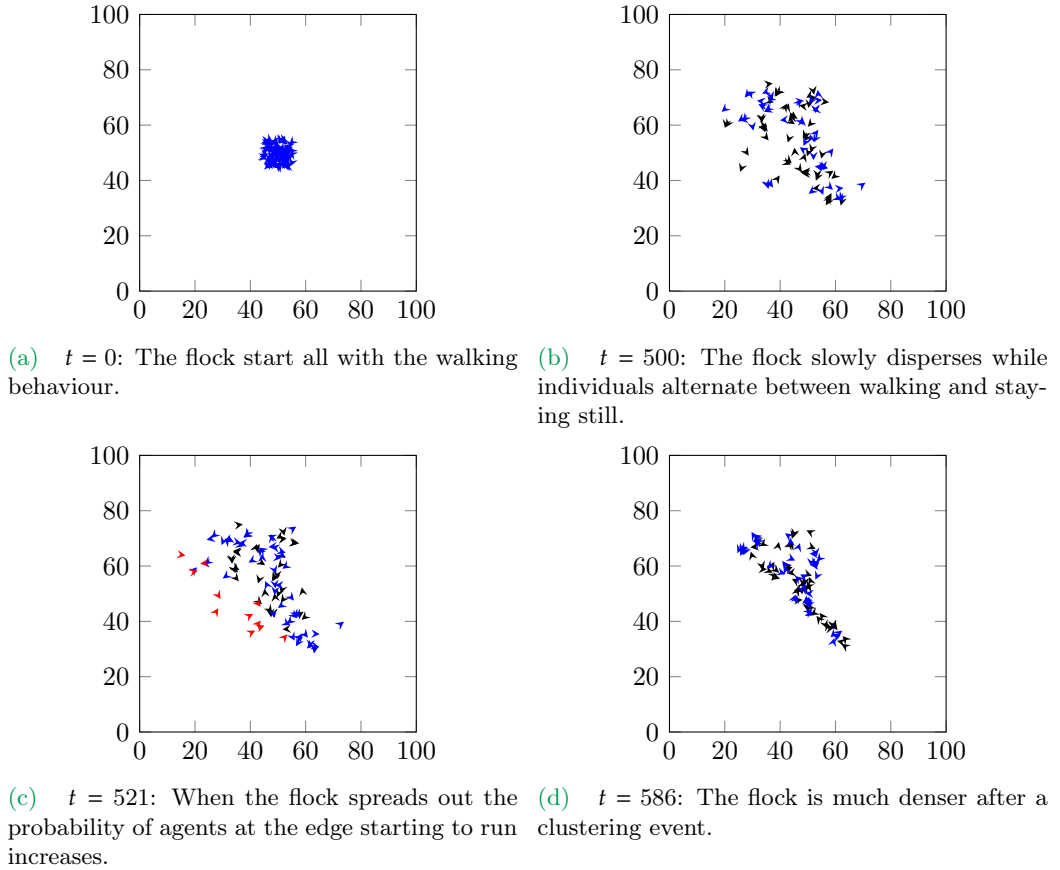 100
80
60
40
20
0
0 20 40 60 80 100
(a) t = 0: The flock start all with the walking
behaviour.
100
80
60
40
20
0
0 20 40 60 80 100
(b) t = 500: The flock slowly disperses while
individuals alternate between walking and stay-
ing still.
100
80
60
40
20
0
0 20 40 60 80 100
(c) t = 521: When the flock spreads out the
probability of agents at the edge starting to run
increases.
100
80
60
40
20
0
0 20 40 60 80 100
(d) t = 586: The flock is much denser after a
clustering event.